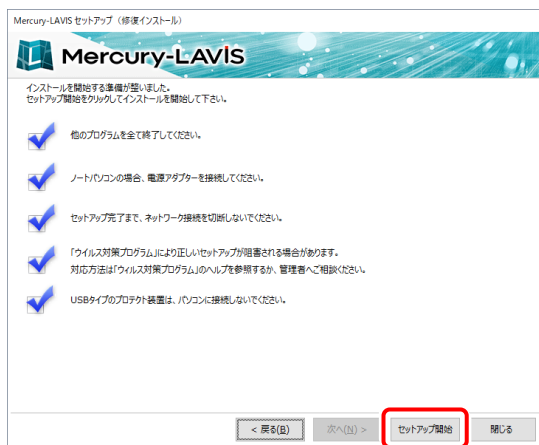 Mercury-LAVIS セットアップ（修復インストール）
Mercury-LAVIS
インストールを開始する準備が整いました。
セットアップ開始をクリックしてインストールを開始して下さい。
他のプログラムを全て終了してください。
ノートパソコンの場合、電源アダプターを接続してください。
セットアップ完了まで、ネットワーク接続を切断しないでください。
「ウイルス対策プログラム」により正しいセットアップが阻害される場合があります。
対応方法は「ウィルス対策プログラム」のヘルプを参照するか、管理者へご相談ください。
USBタイプのプロテクト装置は、パソコンに接続しないでください。
< 戻る(B) 次へ(N) > セットアップ開始 閉じる